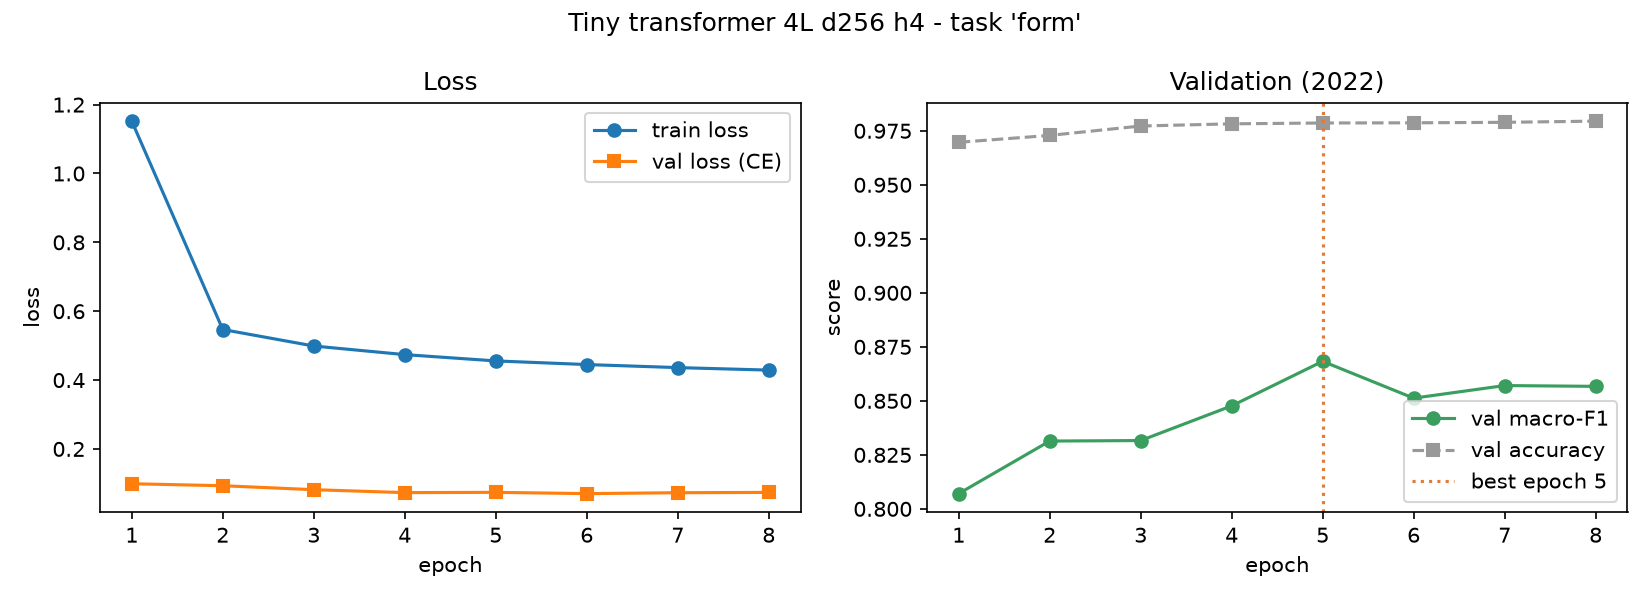 Tiny transformer 4L d256 h4 - task 'form'
Loss
1.2
1.0
0.8
0.6
0.4
0.2
loss
train loss
val loss (CE)
1
2
3
4
5
6
7
8
epoch
Validation (2022)
0.975
0.950
0.925
0.900
0.875
0.850
0.825
0.800
score
val macro-F1
val accuracy
best epoch 5
1
2
3
4
5
6
7
8
epoch